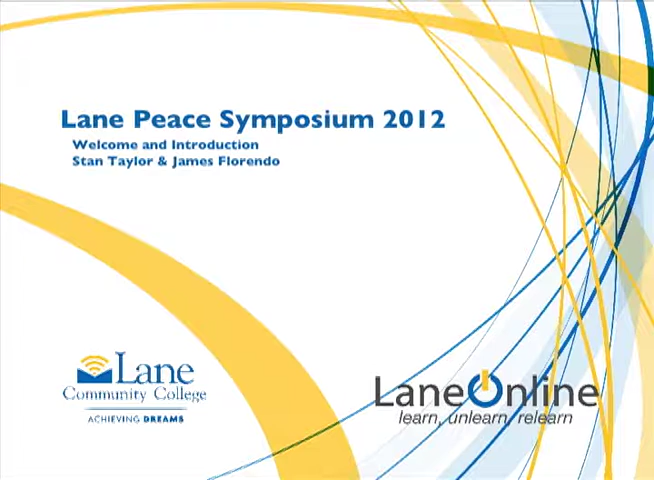 Lane Peace Symposium 2012
Welcome and Introduction
Stan Taylor & James Florendo
Lane
Community College
ACHIEVING DREAMS
LaneOnline
learn, unlearn, relearn